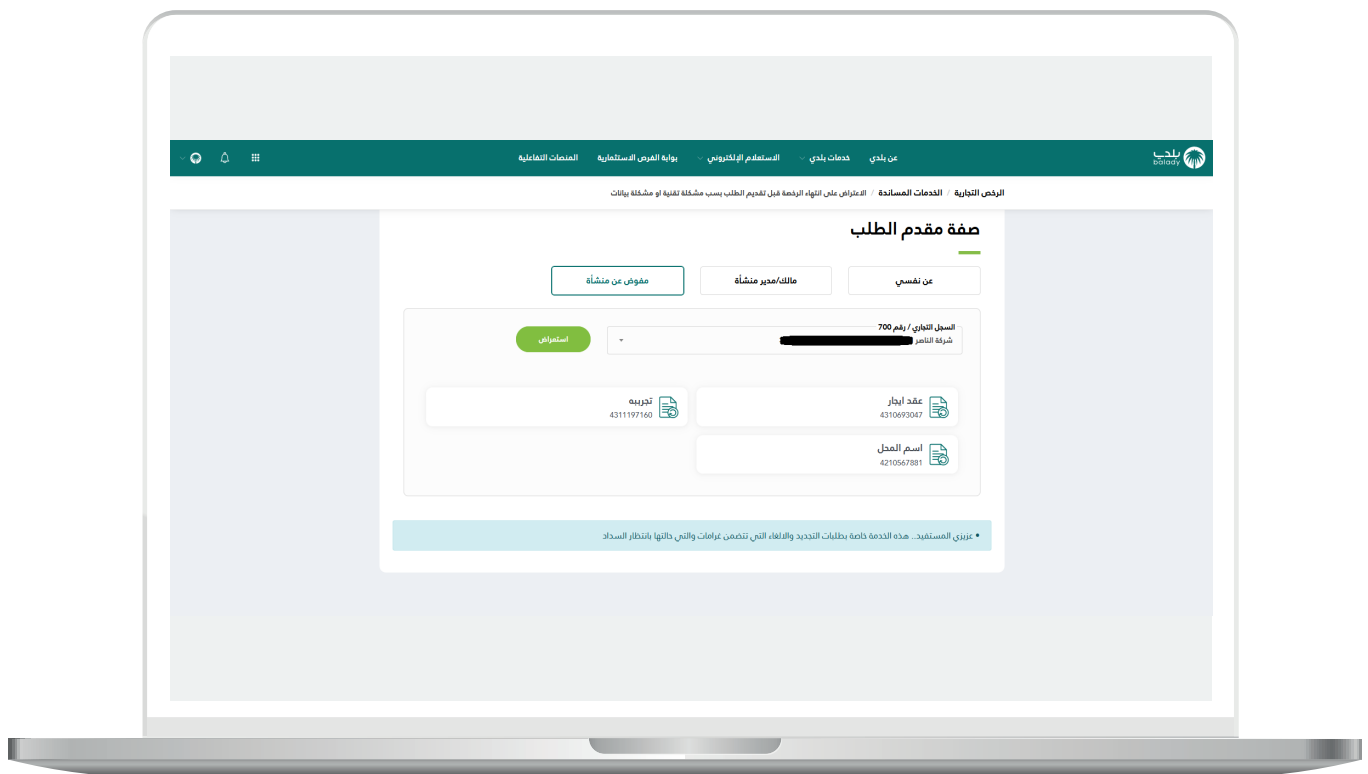 بلدي
balady
عن بلدي خدمات بلدي الاستعلام الإلكتروني بوابة الفرص الاستثمارية المنصات التفاعلية
الرخص التجارية / الخدمات المساندة / الاعتراض على انتهاء الرخصة قبل تقديم الطلب بسب مشكلة تقنية او مشكلة بيانات
صفة مقدم الطلب
عن نفسي
مالك/مدير منشأة
مفوض عن منشأة
السجل التجاري / رقم 700
شركة الناصر
استعراض
عقد ايجار
4310693047
تجريبه
4311197160
اسم المحل
4210567881
• عزيزي المستفيد.. هذه الخدمة خاصة بطلبات التجديد والالغاء التي تتضمن غرامات والتي حالتها بانتظار السداد